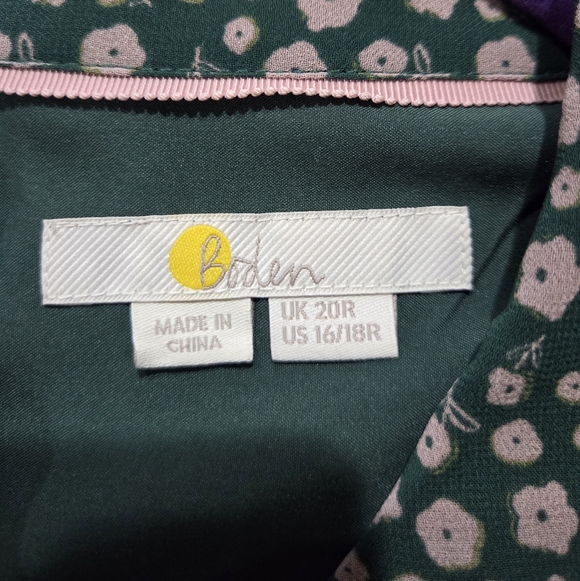 Boden
MADE IN
CHINA
UK 20R
US 16/18R